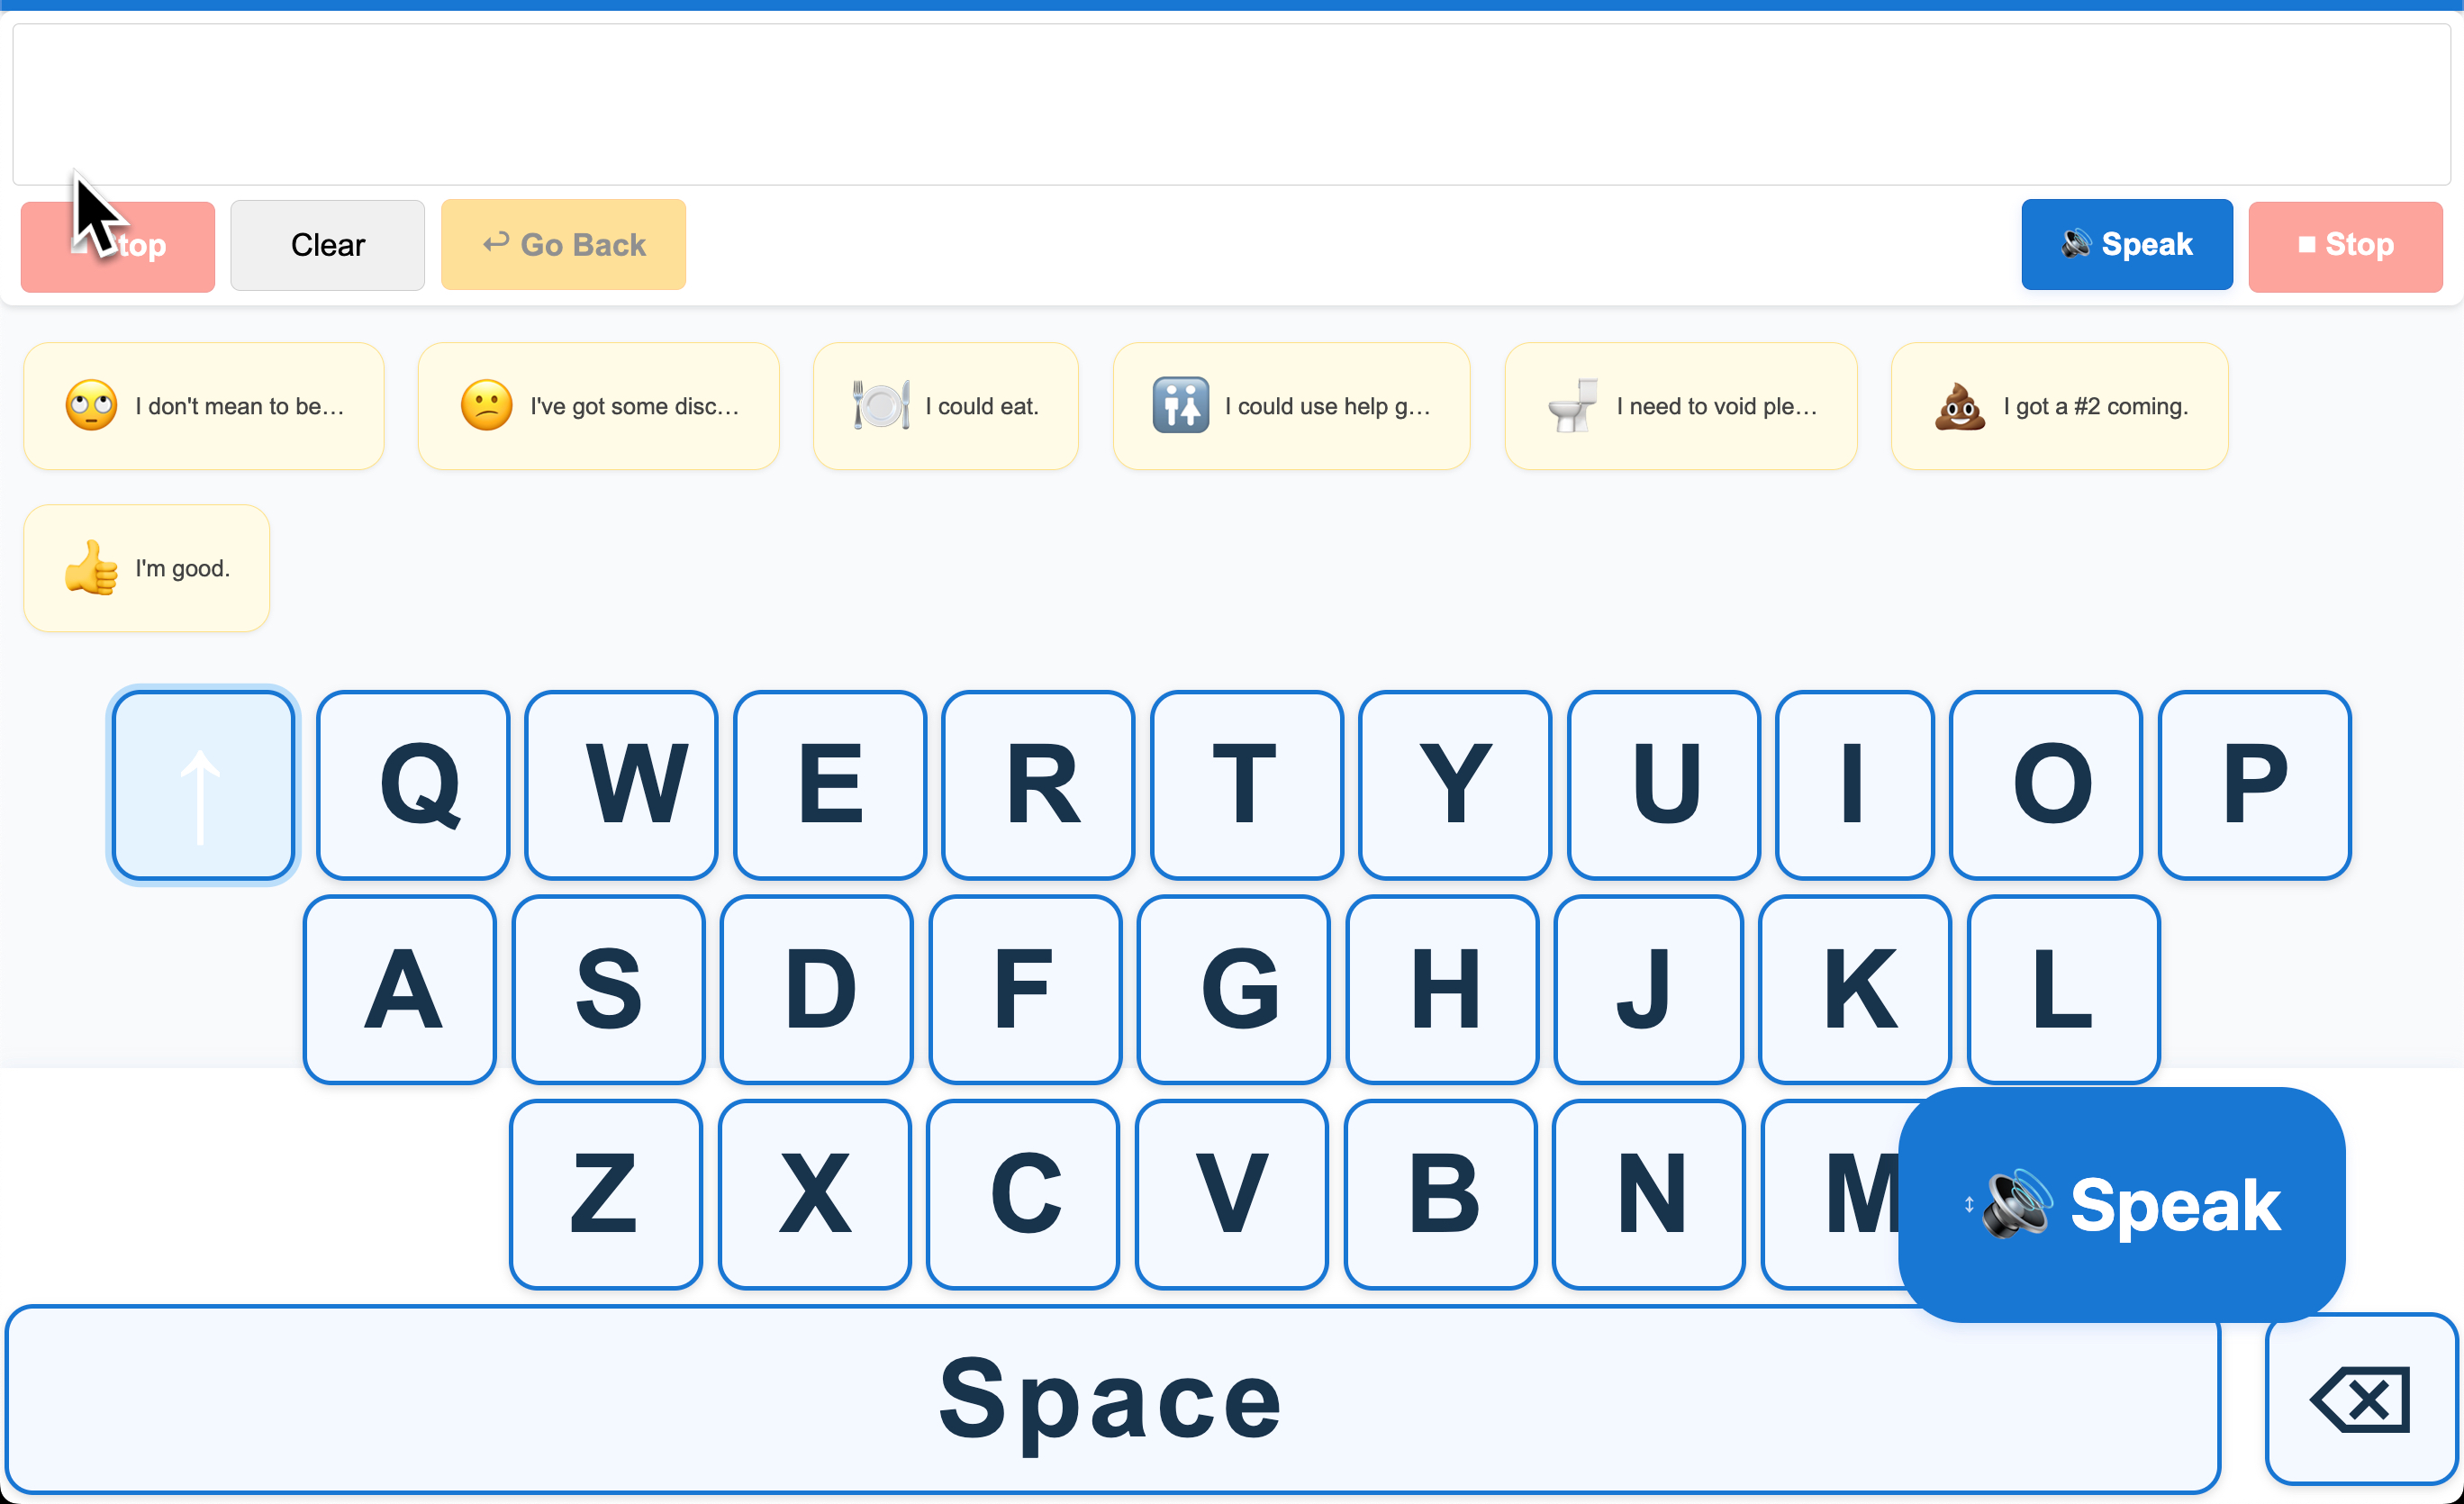 Stop Clear ↩ Go Back 🔊 Speak ■ Stop
🙄 I don't mean to be... 😕 I've got some disc... 🍽️ I could eat. 🚻 I could use help g... 🚽 I need to void ple... 💩 I got a #2 coming.
👍 I'm good.
↑ Q W E R T Y U I O P
A S D F G H J K L
Z X C V B N M ↕ 🔊 Speak
Space ⌫